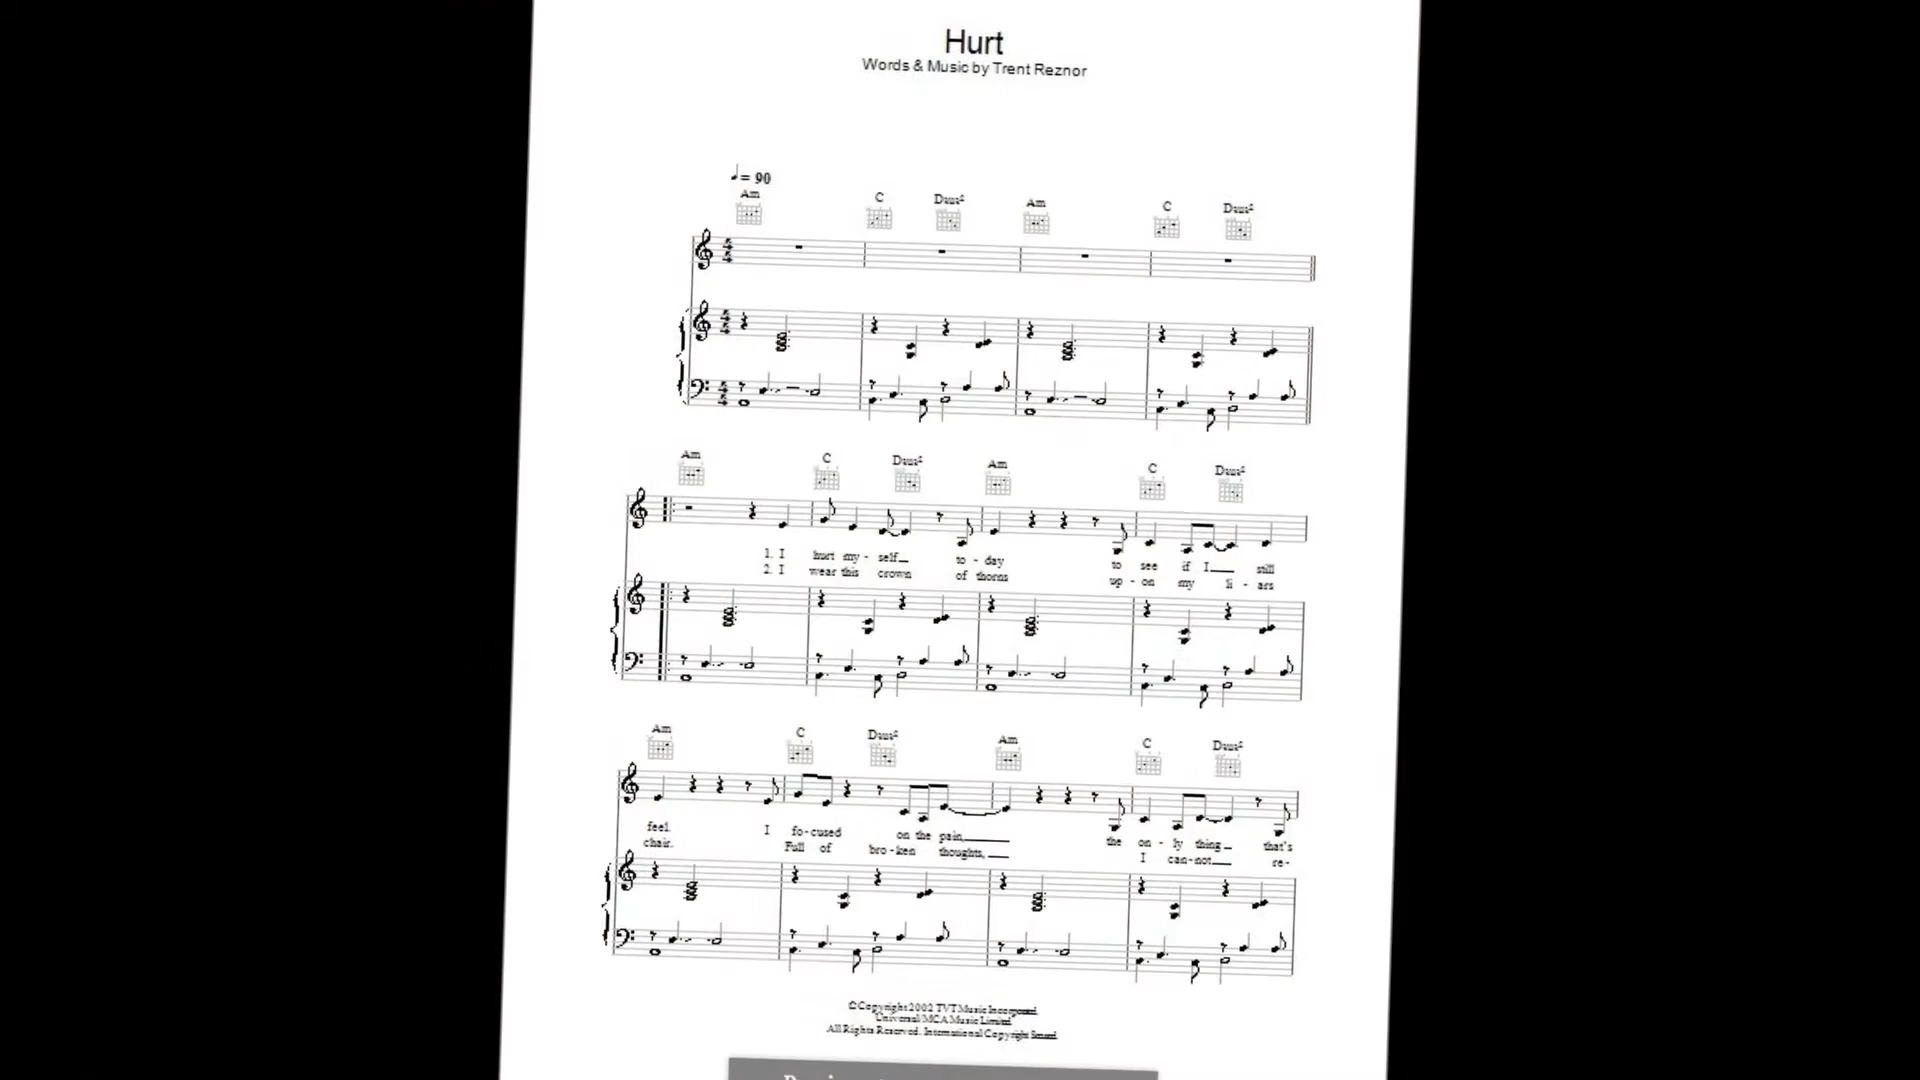 Hurt
Words & Music by Trent Reznor
♩= 90
Am C Dsus² Am C Dsus²
Am C Dsus² Am C Dsus²
1. I hurt my - self to - day to see if I still
2. I wear this crown of thorns up - on my li - ars
Am C Dsus² Am C Dsus²
feel. I fo - cused on the pain, the on - ly thing that's
chair. Full of bro - ken thoughts, I can - not re -
© Copyright 2002 TVT Music Incorporated.
Universal/MCA Music Limited
All Rights Reserved. International Copyright Secured.